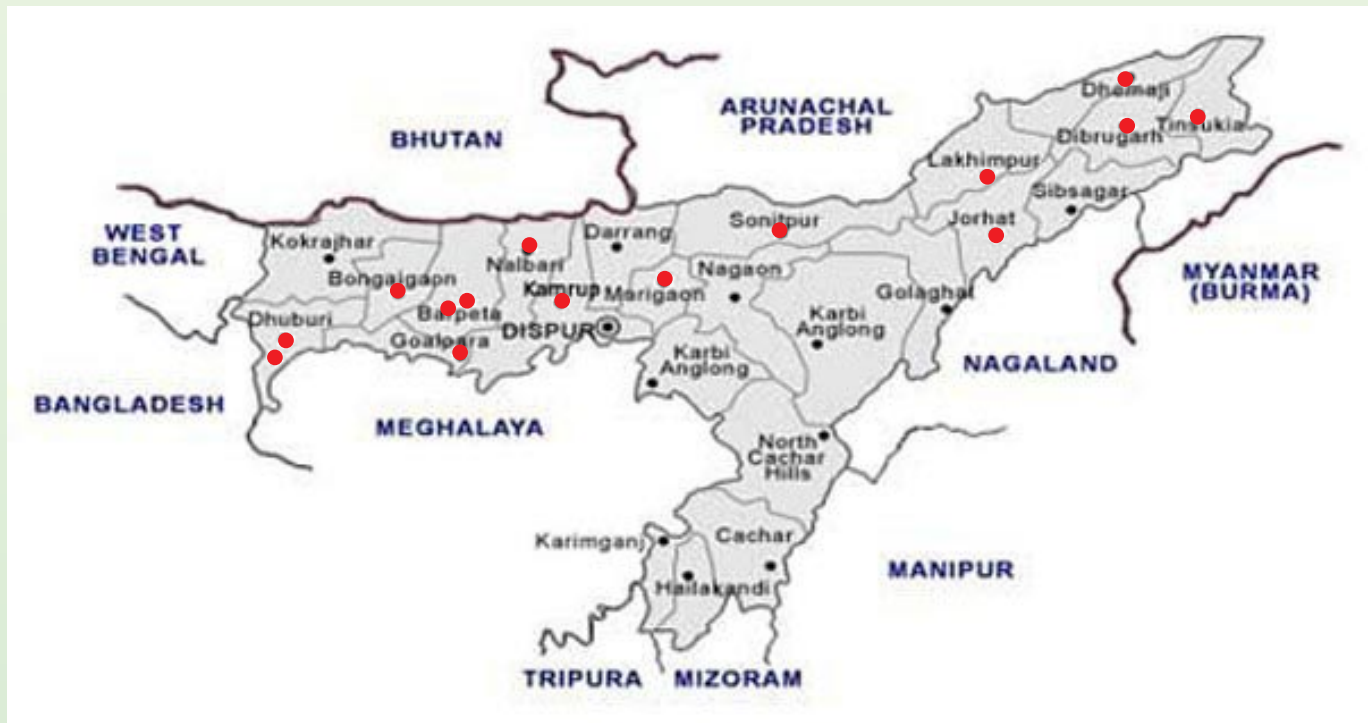 BHUTAN
ARUNACHAL
PRADESH
Dhemaji
Tinsukia
Dibrugarh
Lakhimpur
Sibsagar
Jorhat
WEST
BENGAL
Kokrajhar
Bongaigaon
Nalbari
Darrang
Sonitpur
Nagaon
Marigaon
Kamrup
Barpeta
Dhuburi
Goalpara
DISPUR
Karbi
Anglong
Karbi
Anglong
Golaghat
MYANMAR
(BURMA)
NAGALAND
BANGLADESH
MEGHALAYA
North
Cachar
Hills
Karimganj
Cachar
Hailakandi
MANIPUR
TRIPURA
MIZORAM